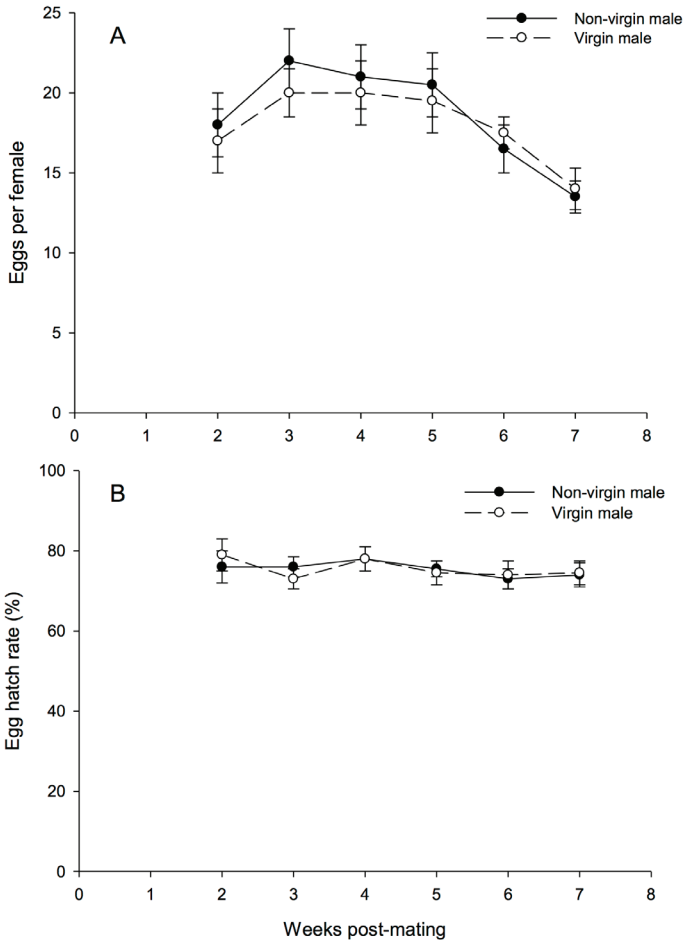 A
Non-virgin male
Virgin male
Eggs per female
25
20
15
10
5
0
0 1 2 3 4 5 6 7 8
B
Non-virgin male
Virgin male
Egg hatch rate (%)
100
80
60
40
20
0
0 1 2 3 4 5 6 7 8
Weeks post-mating